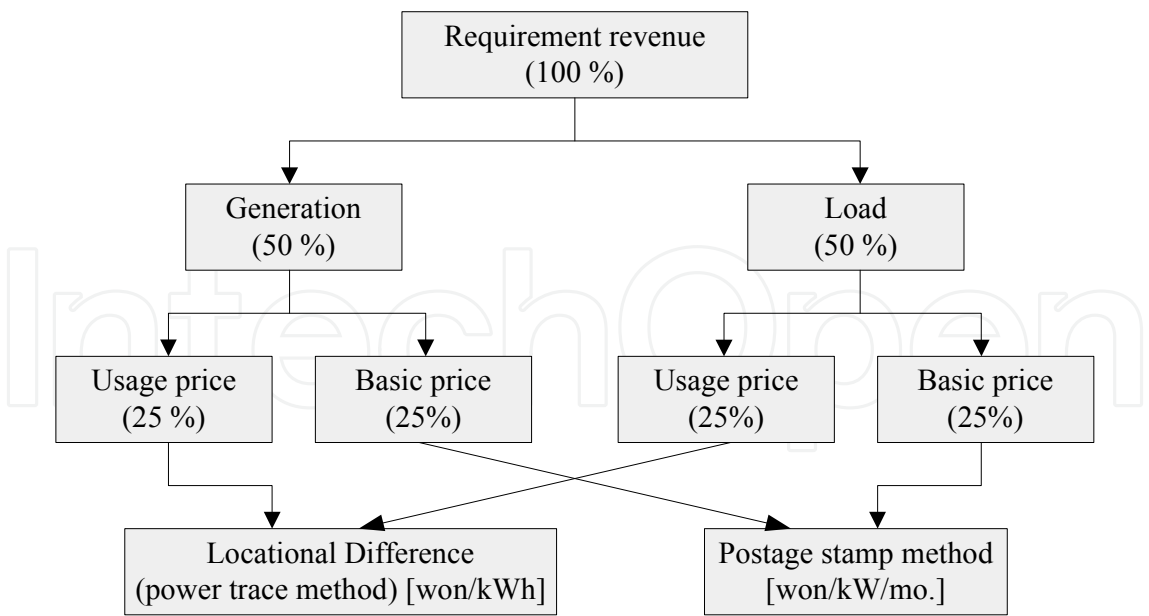 Requirement revenue
(100 %)
Generation
(50 %)
Load
(50 %)
Usage price
(25 %)
Basic price
(25%)
Usage price
(25%)
Basic price
(25%)
Locational Difference
(power trace method) [won/kWh]
Postage stamp method
[won/kW/mo.]
IntechOpen